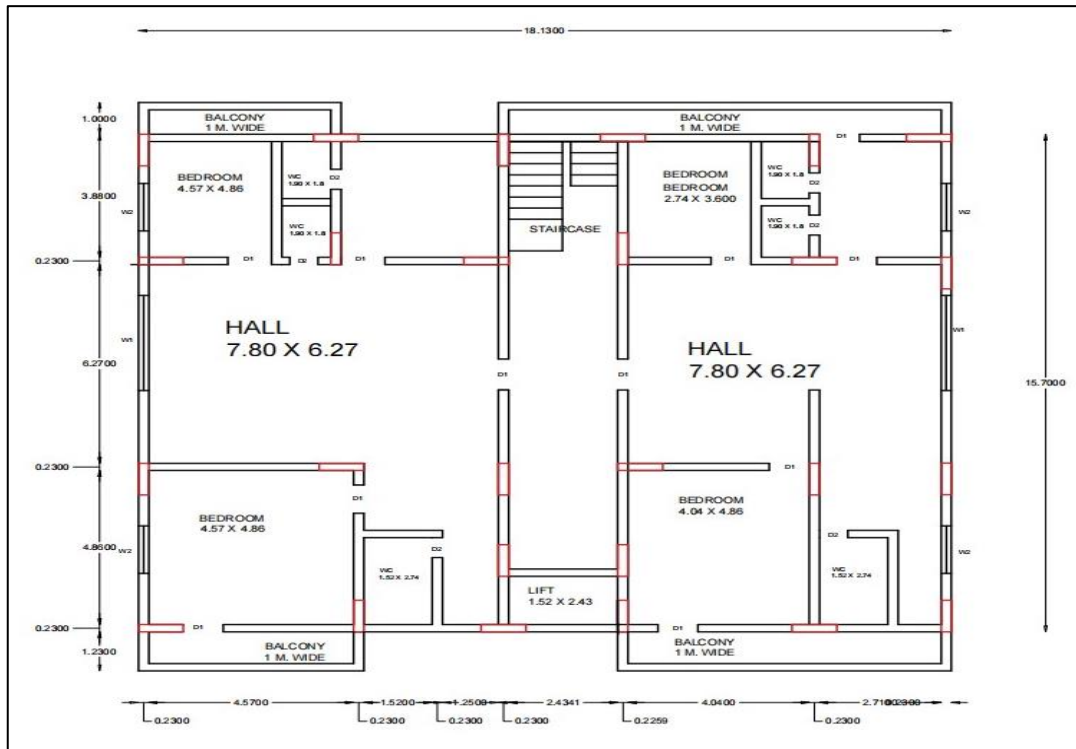 18.1300
BALCONY
1 M. WIDE
BALCONY
1 M. WIDE
1.0000
D1
BEDROOM
4.57 X 4.86
WC
1.90 X 1.8
D2
BEDROOM
BEDROOM
2.74 X 3.600
WC
1.90 X 1.8
D2
3.8800
W2
WC
1.90 X 1.8
STAIRCASE
WC
1.90 X 1.8
D2
W2
0.2300
D1
D2
D1
D1
D1
HALL
7.80 X 6.27
HALL
7.80 X 6.27
W1
W1
6.2700
D1
D1
15.7000
0.2300
D1
D1
BEDROOM
4.57 X 4.86
BEDROOM
4.04 X 4.86
4.8600
W2
D2
D2
W2
WC
1.52 X 2.74
WC
1.52 X 2.74
LIFT
1.52 X 2.43
0.2300
D1
D1
1.2300
BALCONY
1 M. WIDE
BALCONY
1 M. WIDE
4.5700
1.5200
1.2500
2.4341
4.0400
0.2300
0.2300
0.2300
0.2300
0.2259
0.2300